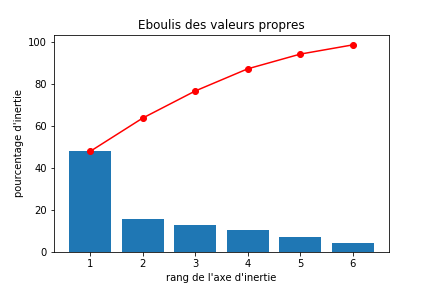 Eboulis des valeurs propres
100
80
60
40
20
0
pourcentage d'inertie
1 2 3 4 5 6
rang de l'axe d'inertie